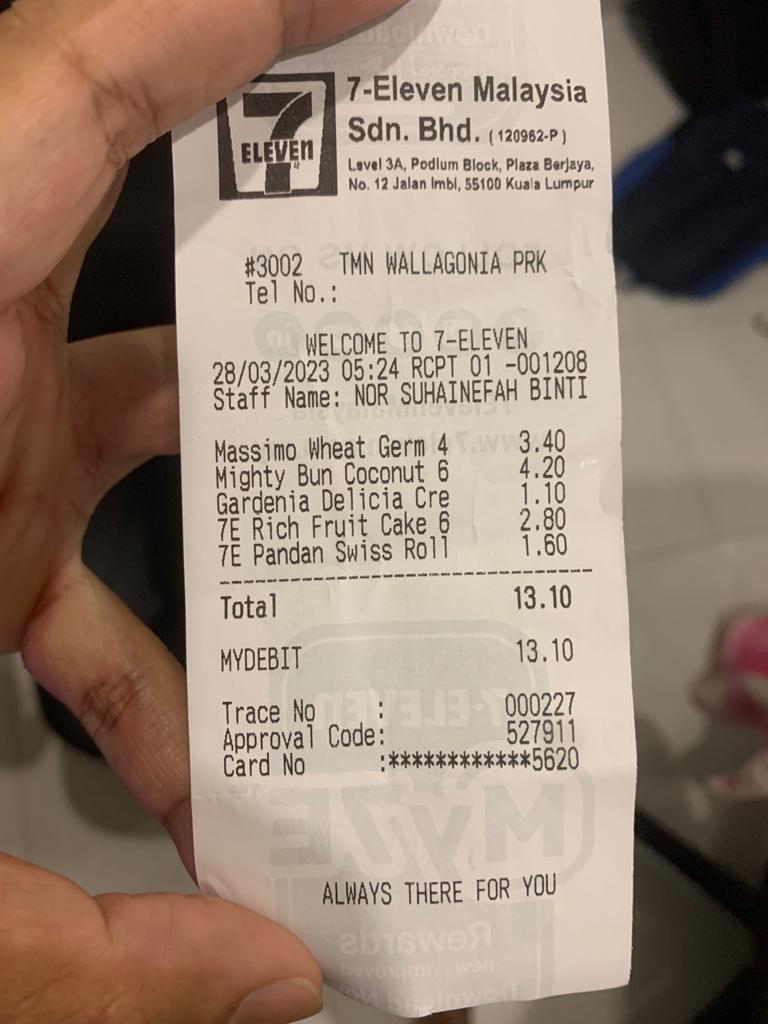 7
ELEVEn
7-Eleven Malaysia
Sdn. Bhd. (120962-P)
Level 3A, Podium Block, Plaza Berjaya,
No. 12 Jalan Imbi, 55100 Kuala Lumpur
#3002 TMN WALLAGONIA PRK
Tel No.:
WELCOME TO 7-ELEVEN
28/03/2023 05:24 RCPT 01 -001208
Staff Name: NOR SUHAINEFAH BINTI
Massimo Wheat Germ 4 3.40
Mighty Bun Coconut 6 4.20
Gardenia Delicia Cre 1.10
7E Rich Fruit Cake 6 2.80
7E Pandan Swiss Roll 1.60
Total 13.10
MYDEBIT 13.10
Trace No : 000227
Approval Code: 527911
Card No :************5620
ALWAYS THERE FOR YOU